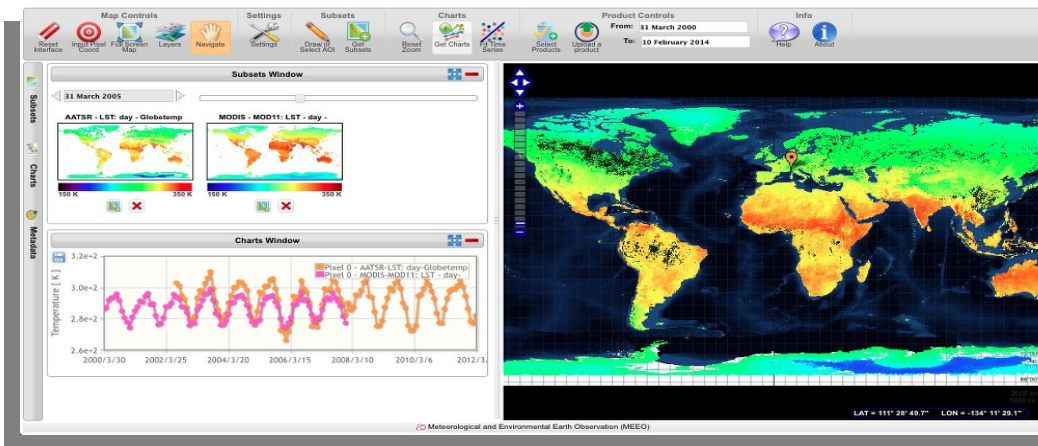 Map Controls Settings Subsets Charts Product Controls Info
Reset Interface
Input Pixel Coord
Full Screen Map
Layers
Navigate
Settings
Draw or Select AOI
Get Subsets
Reset Zoom
Get Charts
Fit Time Series
Select Products
Upload a product
From: 31 March 2000
To: 10 February 2014
Help
About
Subsets
Charts
Metadata
Subsets Window
31 March 2005
AATSR - LST: day - Globetemp
MODIS - MOD11: LST - day -
150 K 350 K
150 K 350 K
Charts Window
Pixel 0 - AATSR-LST: day-Globetemp
Pixel 0 - MODIS-MOD11: LST - day-
Temperature [ K ]
3.2e+2
3.0e+2
2.8e+2
2.6e+2
2000/3/30 2002/3/25 2004/3/20 2006/3/15 2008/3/10 2010/3/6 2012/3/
LAT = 111° 28' 49.7" LON = -134° 11' 29.1"
Meteorological and Environmental Earth Observation (MEEO)